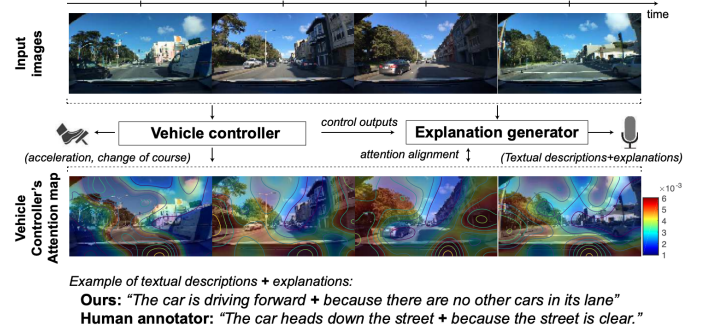 time
Input
images
Vehicle controller
control outputs
Explanation generator
(acceleration, change of course)
attention alignment
(Textual descriptions+explanations)
Vehicle
Controller's
Attention map
×10⁻³
6
5
4
3
2
1
Example of textual descriptions + explanations:
Ours: “The car is driving forward + because there are no other cars in its lane”
Human annotator: “The car heads down the street + because the street is clear.”